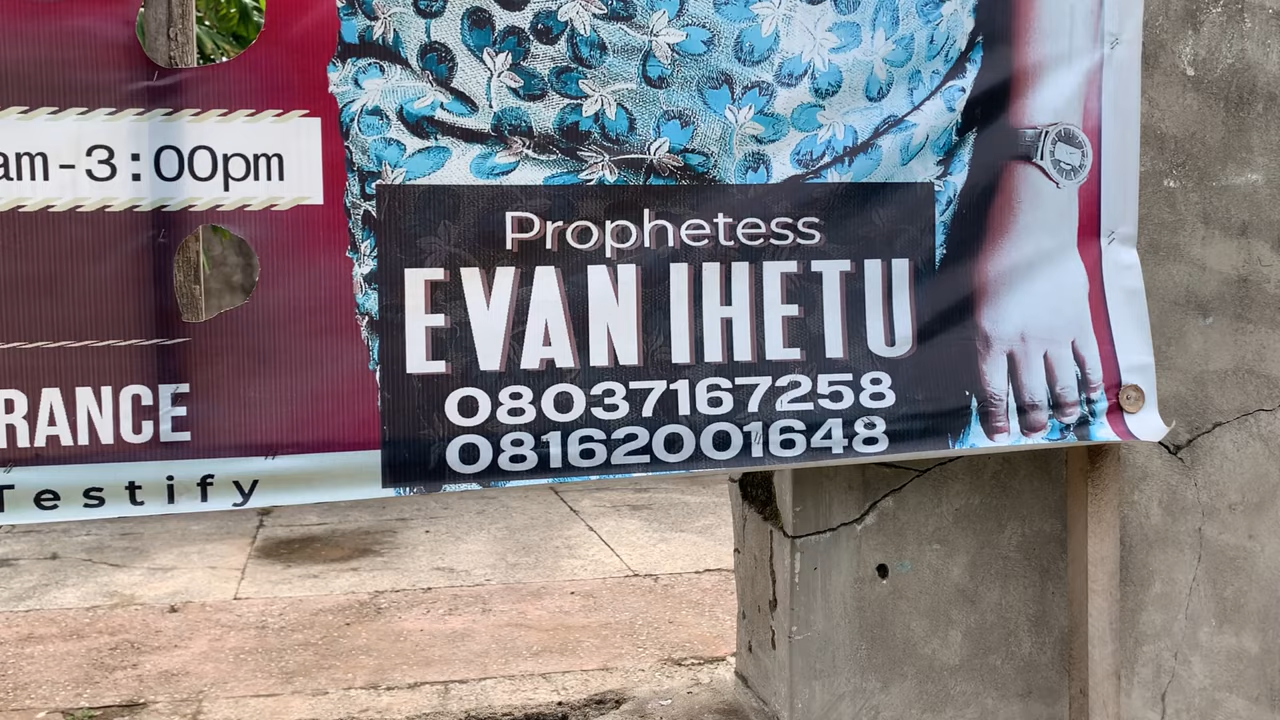 am-3:00pm
Prophetess
EVAN IHETU
08037167258
08162001648
RANCE
Testify